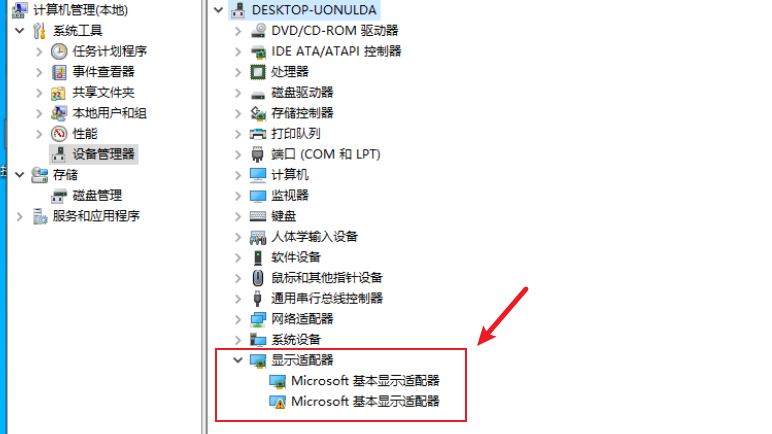 计算机管理(本地)
系统工具
任务计划程序
事件查看器
共享文件夹
本地用户和组
性能
设备管理器
存储
磁盘管理
服务和应用程序
DESKTOP-UONULDA
DVD/CD-ROM 驱动器
IDE ATA/ATAPI 控制器
处理器
磁盘驱动器
存储控制器
打印队列
端口 (COM 和 LPT)
计算机
监视器
键盘
人体学输入设备
软件设备
鼠标和其他指针设备
通用串行总线控制器
网络适配器
系统设备
显示适配器
Microsoft 基本显示适配器
Microsoft 基本显示适配器